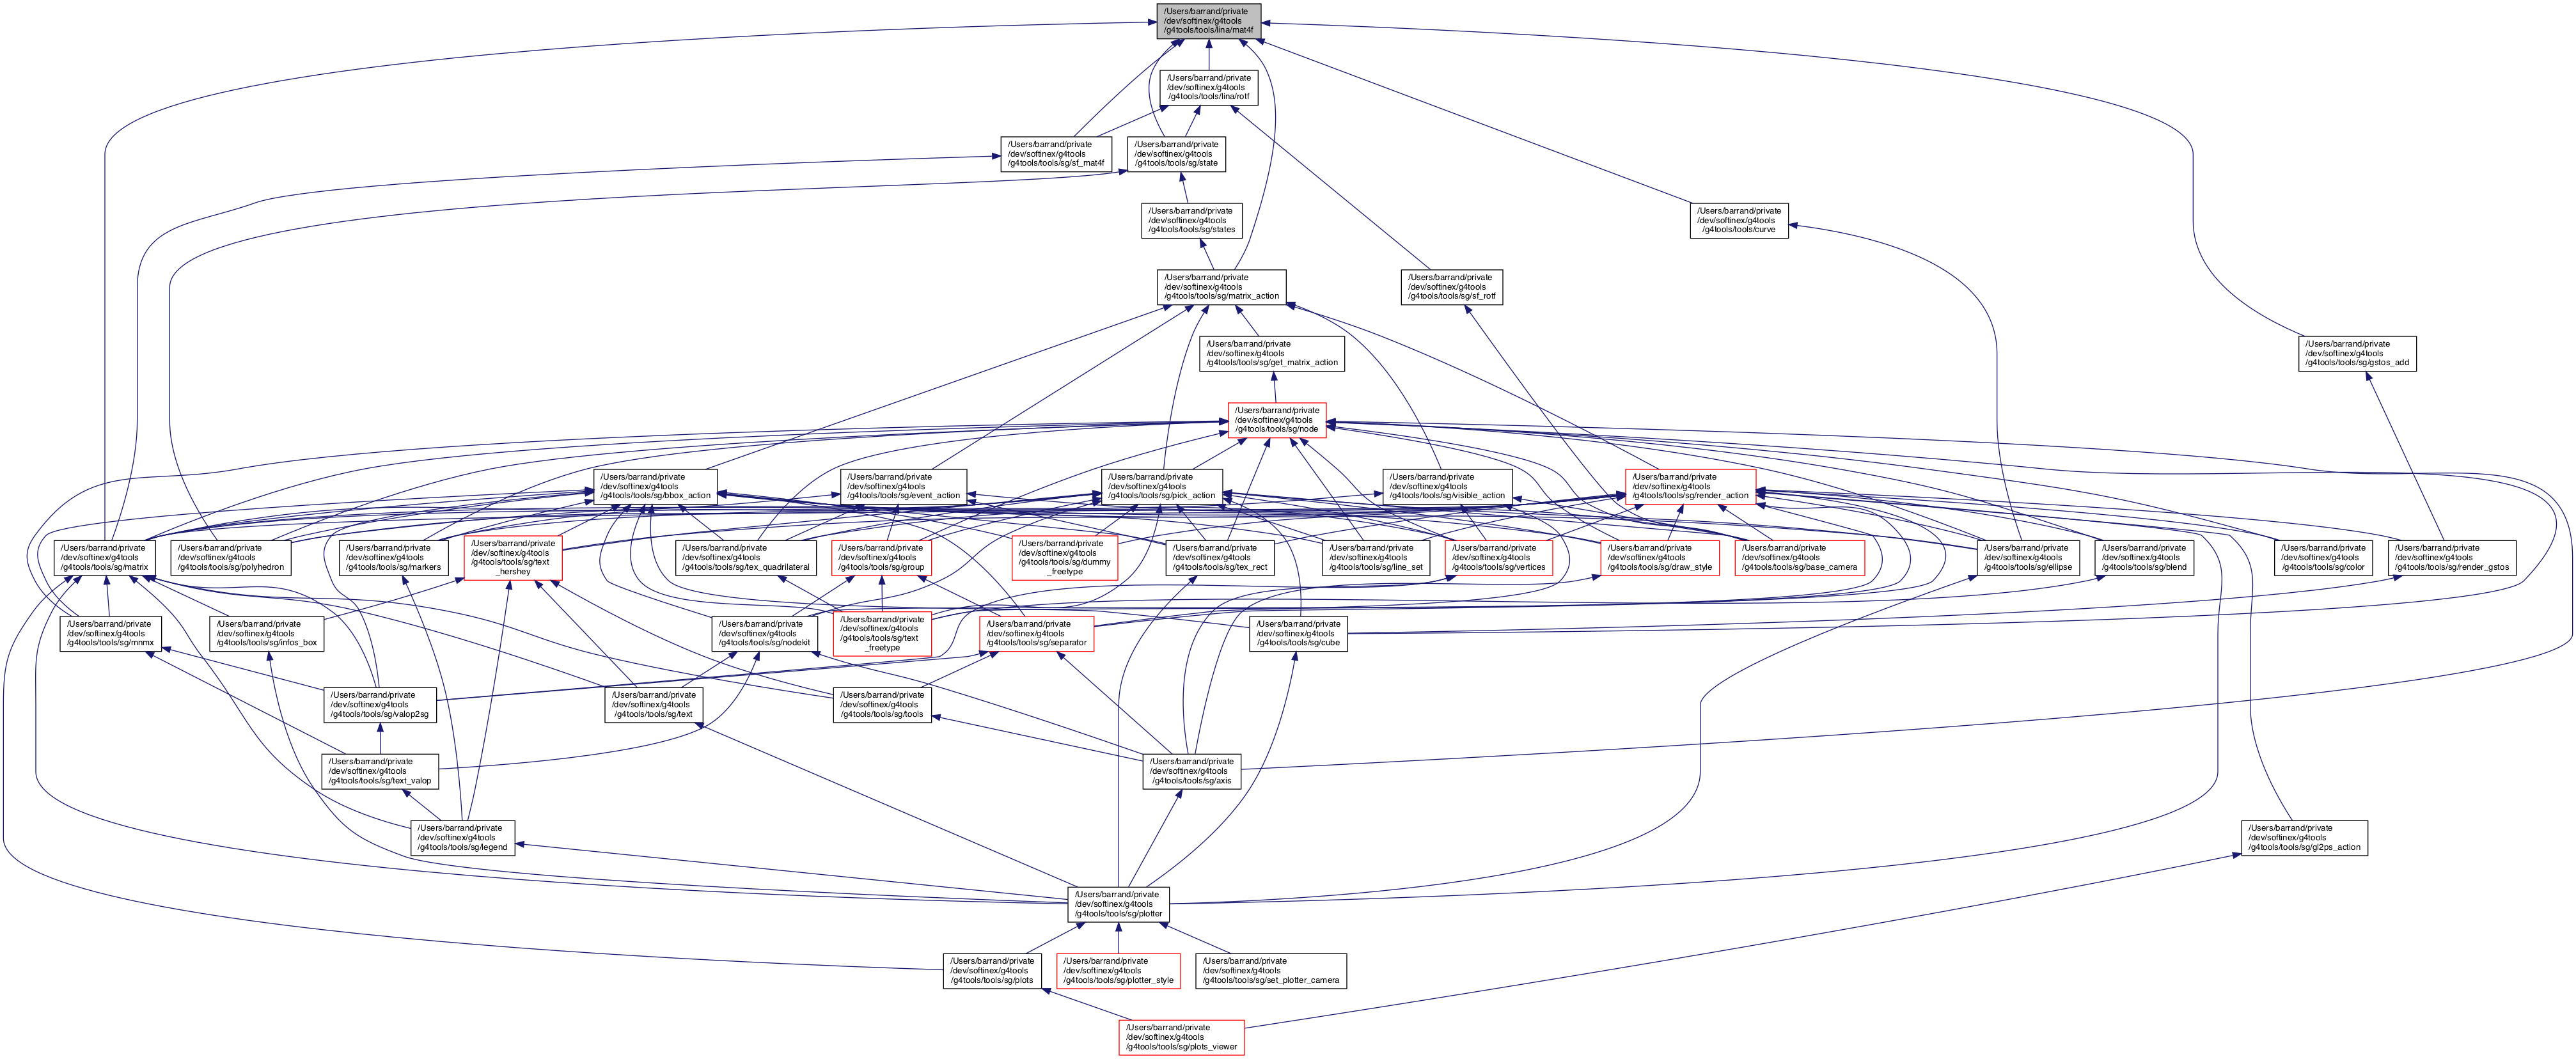 /Users/barrand/private
/dev/softinex/g4tools
/g4tools/tools/lina/mat4f
/Users/barrand/private
/dev/softinex/g4tools
/g4tools/tools/lina/rotf
/Users/barrand/private
/dev/softinex/g4tools
/g4tools/tools/sg/sf_mat4f
/Users/barrand/private
/dev/softinex/g4tools
/g4tools/tools/sg/state
/Users/barrand/private
/dev/softinex/g4tools
/g4tools/tools/sg/states
/Users/barrand/private
/dev/softinex/g4tools
/g4tools/tools/curve
/Users/barrand/private
/dev/softinex/g4tools
/g4tools/tools/sg/matrix_action
/Users/barrand/private
/dev/softinex/g4tools
/g4tools/tools/sg/sf_rotf
/Users/barrand/private
/dev/softinex/g4tools
/g4tools/tools/sg/get_matrix_action
/Users/barrand/private
/dev/softinex/g4tools
/g4tools/tools/sg/gstos_add
/Users/barrand/private
/dev/softinex/g4tools
/g4tools/tools/sg/node
/Users/barrand/private
/dev/softinex/g4tools
/g4tools/tools/sg/bbox_action
/Users/barrand/private
/dev/softinex/g4tools
/g4tools/tools/sg/event_action
/Users/barrand/private
/dev/softinex/g4tools
/g4tools/tools/sg/pick_action
/Users/barrand/private
/dev/softinex/g4tools
/g4tools/tools/sg/visible_action
/Users/barrand/private
/dev/softinex/g4tools
/g4tools/tools/sg/render_action
/Users/barrand/private
/dev/softinex/g4tools
/g4tools/tools/sg/matrix
/Users/barrand/private
/dev/softinex/g4tools
/g4tools/tools/sg/polyhedron
/Users/barrand/private
/dev/softinex/g4tools
/g4tools/tools/sg/markers
/Users/barrand/private
/dev/softinex/g4tools
/g4tools/tools/sg/text
_hershey
/Users/barrand/private
/dev/softinex/g4tools
/g4tools/tools/sg/tex_quadrilateral
/Users/barrand/private
/dev/softinex/g4tools
/g4tools/tools/sg/group
/Users/barrand/private
/dev/softinex/g4tools
/g4tools/tools/sg/dummy
_freetype
/Users/barrand/private
/dev/softinex/g4tools
/g4tools/tools/sg/tex_rect
/Users/barrand/private
/dev/softinex/g4tools
/g4tools/tools/sg/line_set
/Users/barrand/private
/dev/softinex/g4tools
/g4tools/tools/sg/vertices
/Users/barrand/private
/dev/softinex/g4tools
/g4tools/tools/sg/draw_style
/Users/barrand/private
/dev/softinex/g4tools
/g4tools/tools/sg/base_camera
/Users/barrand/private
/dev/softinex/g4tools
/g4tools/tools/sg/ellipse
/Users/barrand/private
/dev/softinex/g4tools
/g4tools/tools/sg/blend
/Users/barrand/private
/dev/softinex/g4tools
/g4tools/tools/sg/color
/Users/barrand/private
/dev/softinex/g4tools
/g4tools/tools/sg/render_gstos
/Users/barrand/private
/dev/softinex/g4tools
/g4tools/tools/sg/mnmx
/Users/barrand/private
/dev/softinex/g4tools
/g4tools/tools/sg/infos_box
/Users/barrand/private
/dev/softinex/g4tools
/g4tools/tools/sg/nodekit
/Users/barrand/private
/dev/softinex/g4tools
/g4tools/tools/sg/text
_freetype
/Users/barrand/private
/dev/softinex/g4tools
/g4tools/tools/sg/separator
/Users/barrand/private
/dev/softinex/g4tools
/g4tools/tools/sg/cube
/Users/barrand/private
/dev/softinex/g4tools
/g4tools/tools/sg/valop2sg
/Users/barrand/private
/dev/softinex/g4tools
/g4tools/tools/sg/text
/Users/barrand/private
/dev/softinex/g4tools
/g4tools/tools/sg/tools
/Users/barrand/private
/dev/softinex/g4tools
/g4tools/tools/sg/text_valop
/Users/barrand/private
/dev/softinex/g4tools
/g4tools/tools/sg/axis
/Users/barrand/private
/dev/softinex/g4tools
/g4tools/tools/sg/legend
/Users/barrand/private
/dev/softinex/g4tools
/g4tools/tools/sg/gl2ps_action
/Users/barrand/private
/dev/softinex/g4tools
/g4tools/tools/sg/plotter
/Users/barrand/private
/dev/softinex/g4tools
/g4tools/tools/sg/plots
/Users/barrand/private
/dev/softinex/g4tools
/g4tools/tools/sg/plotter_style
/Users/barrand/private
/dev/softinex/g4tools
/g4tools/tools/sg/set_plotter_camera
/Users/barrand/private
/dev/softinex/g4tools
/g4tools/tools/sg/plots_viewer